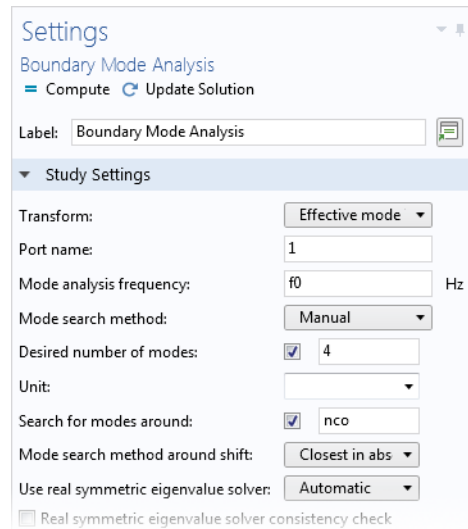 Settings
Boundary Mode Analysis
= Compute Update Solution
Label: Boundary Mode Analysis
Study Settings
Transform: Effective mode
Port name: 1
Mode analysis frequency: f0 Hz
Mode search method: Manual
Desired number of modes: 4
Unit:
Search for modes around: nco
Mode search method around shift: Closest in abs
Use real symmetric eigenvalue solver: Automatic
Real symmetric eigenvalue solver consistency check